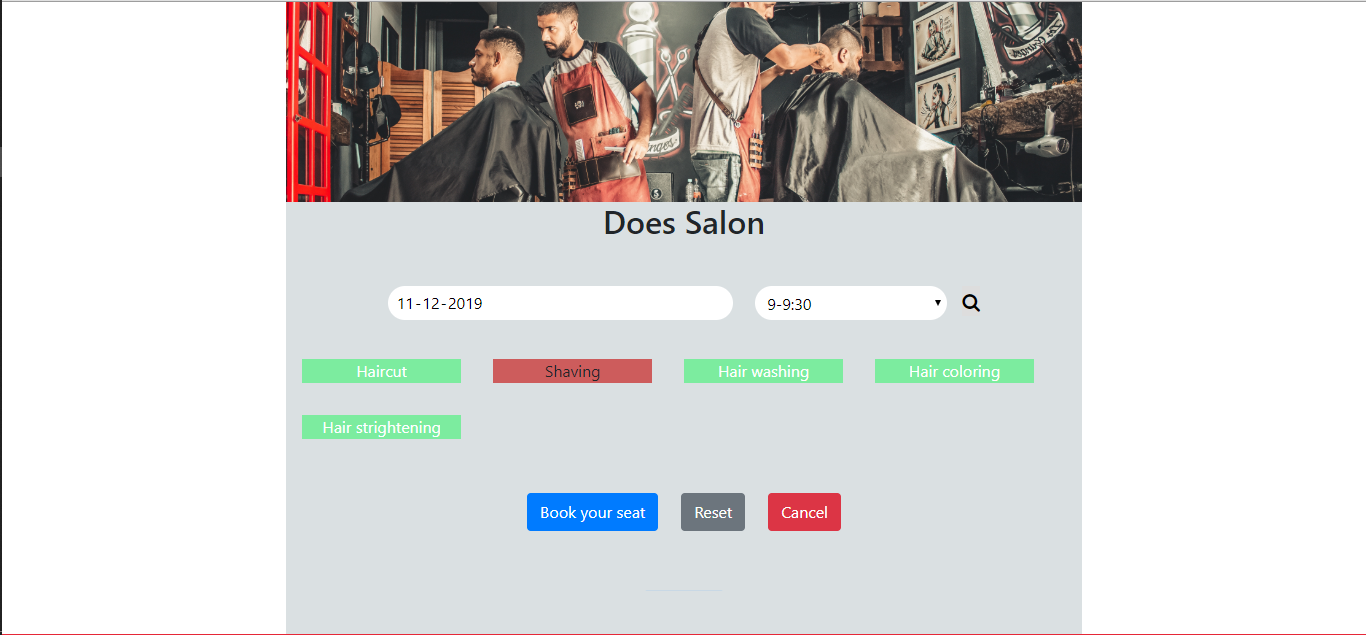 Does Salon
11-12-2019 9-9:30
Haircut Shaving Hair washing Hair coloring
Hair strightening
Book your seat Reset Cancel